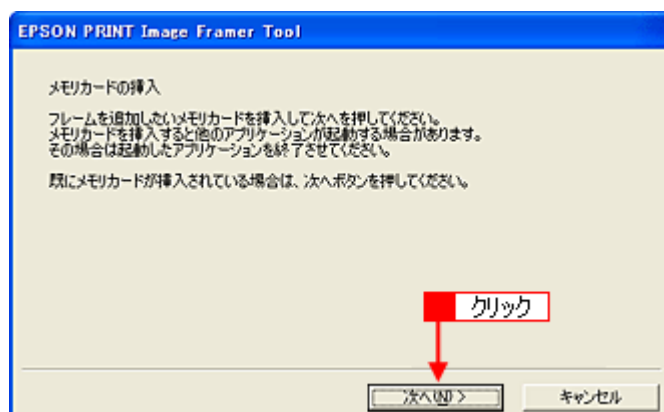 EPSON PRINT Image Framer Tool
メモリカードの挿入
フレームを追加したいメモリカードを挿入して次へを押してください。
メモリカードを挿入すると他のアプリケーションが起動する場合があります。
その場合は起動したアプリケーションを終了させてください。
既にメモリカードが挿入されている場合は、次へボタンを押してください。
クリック
次へ(N) >
キャンセル